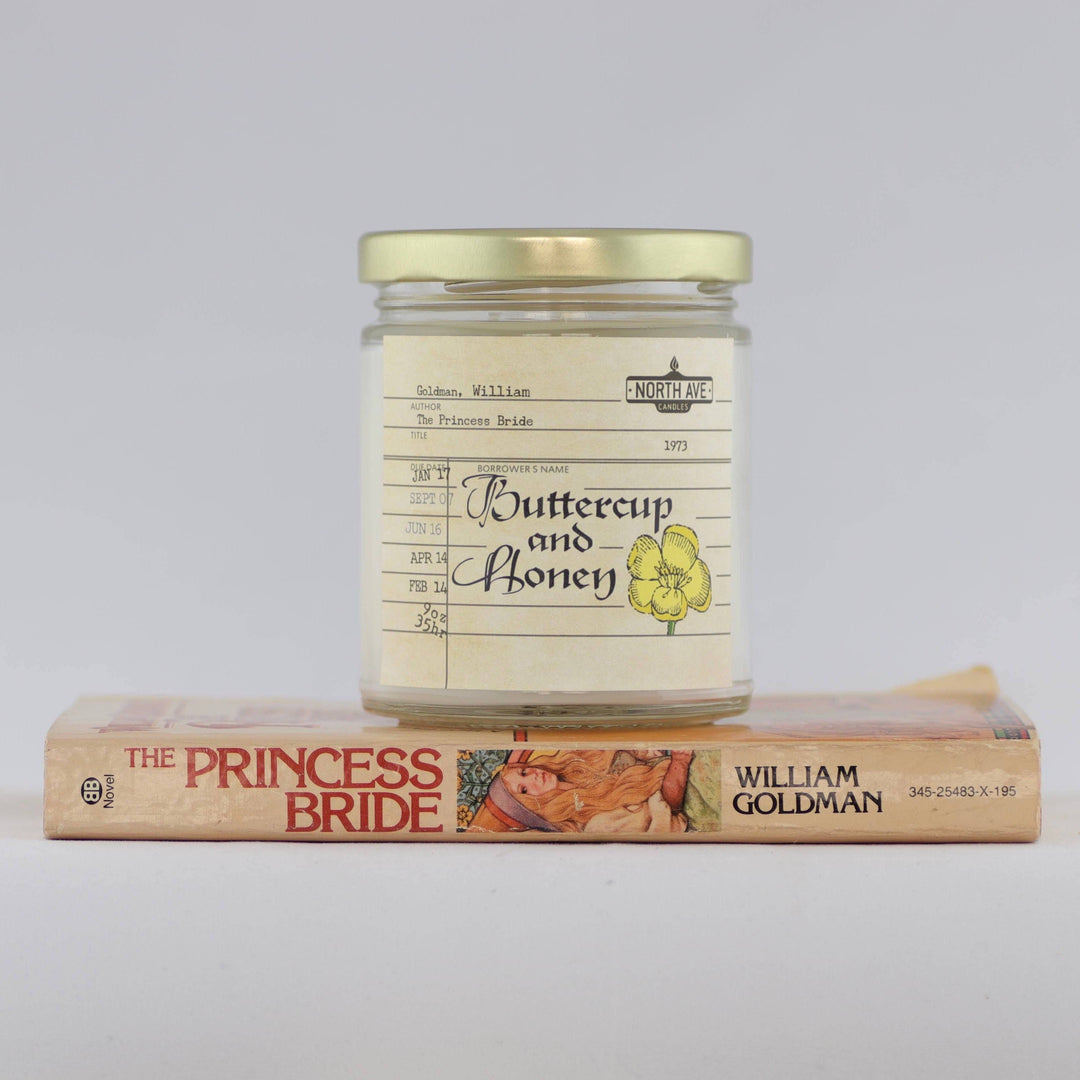 Goldman, William
AUTHOR
The Princess Bride
TITLE
NORTH AVE
CANDLES
1973
DUE DATE
BORROWER'S NAME
JAN 17
SEPT 07
JUN 16
APR 14
FEB 14
9oz
35hr
Buttercup
and
Honey
BB
Novel
THE PRINCESS
BRIDE
WILLIAM
GOLDMAN
345-25483-X-195